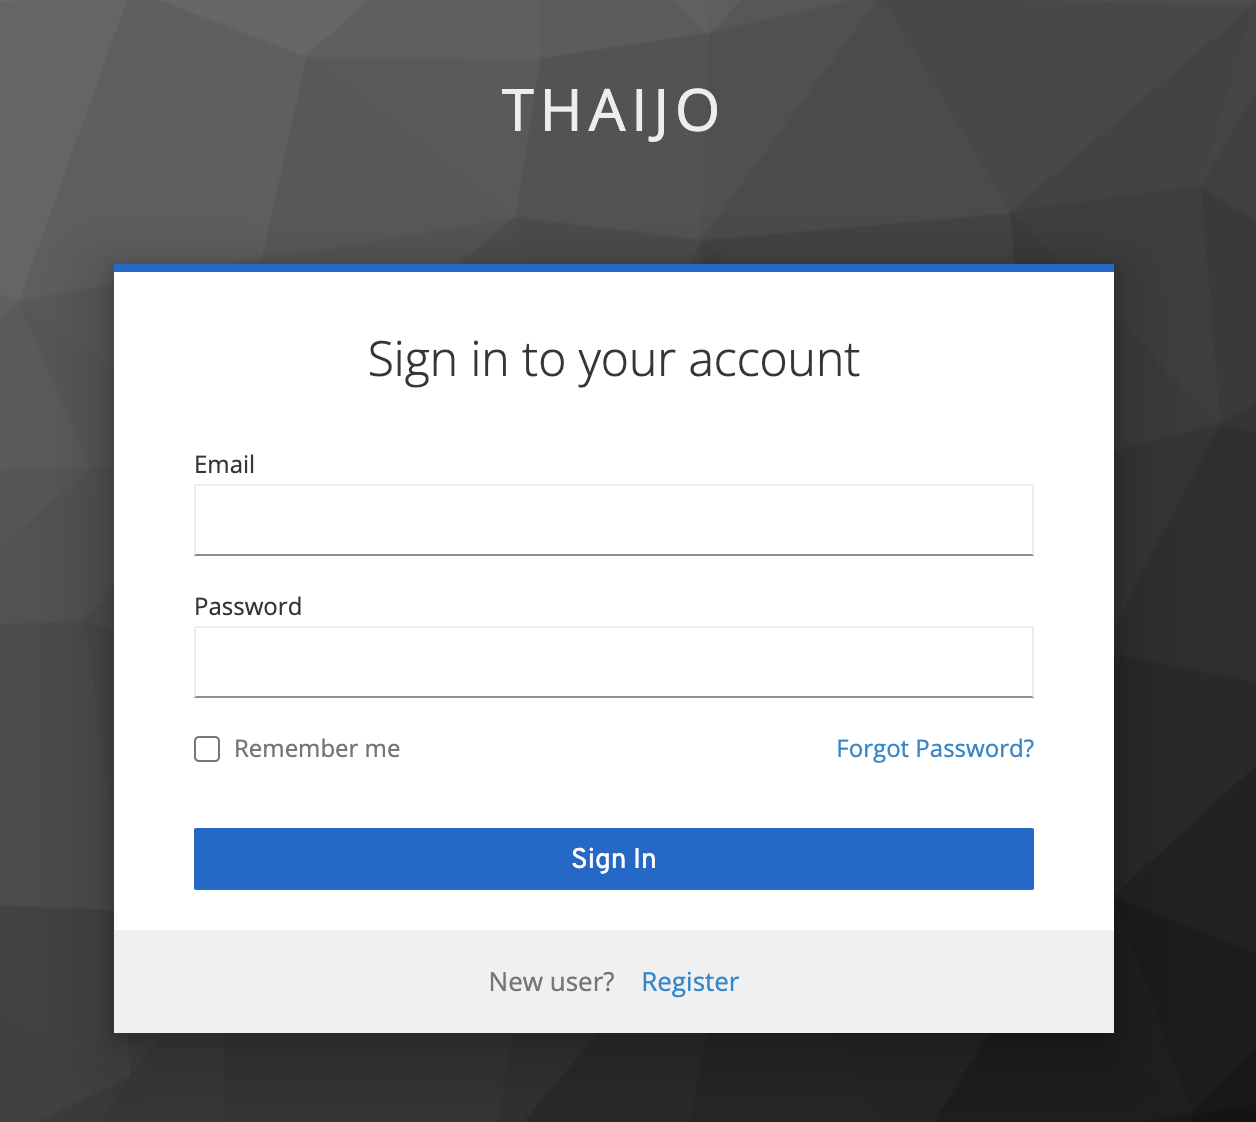 THAIJO
Sign in to your account
Email
Password
Remember me
Forgot Password?
Sign In
New user? Register